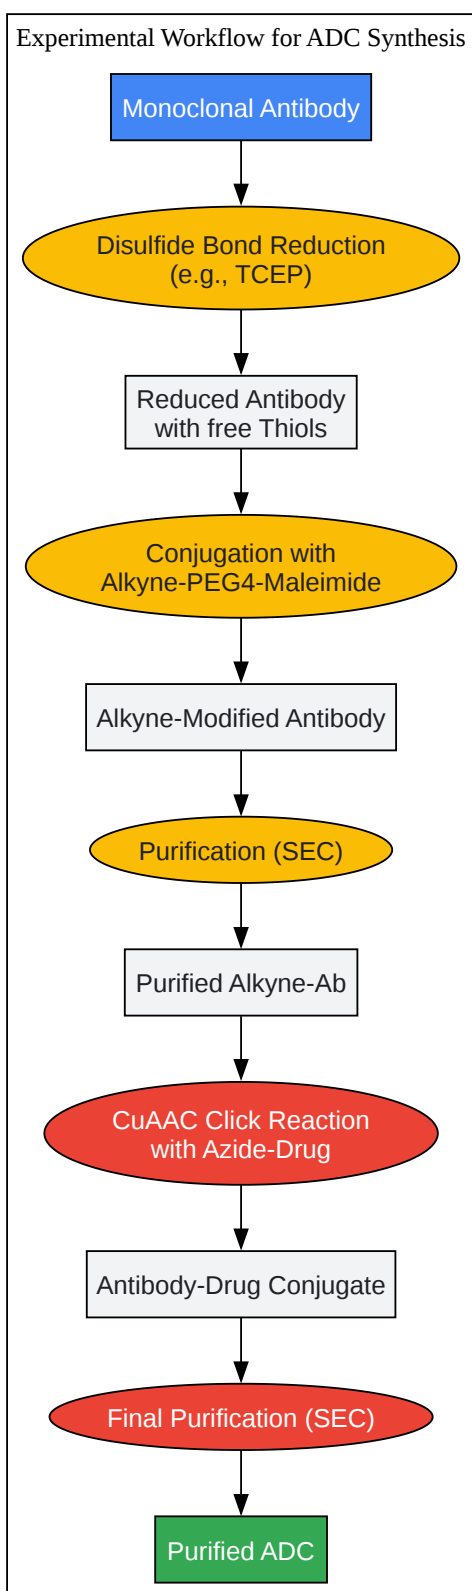 Experimental Workflow for ADC Synthesis
Monoclonal Antibody
Disulfide Bond Reduction
(e.g., TCEP)
Reduced Antibody
with free Thiols
Conjugation with
Alkyne-PEG4-Maleimide
Alkyne-Modified Antibody
Purification (SEC)
Purified Alkyne-Ab
CuAAC Click Reaction
with Azide-Drug
Antibody-Drug Conjugate
Final Purification (SEC)
Purified ADC